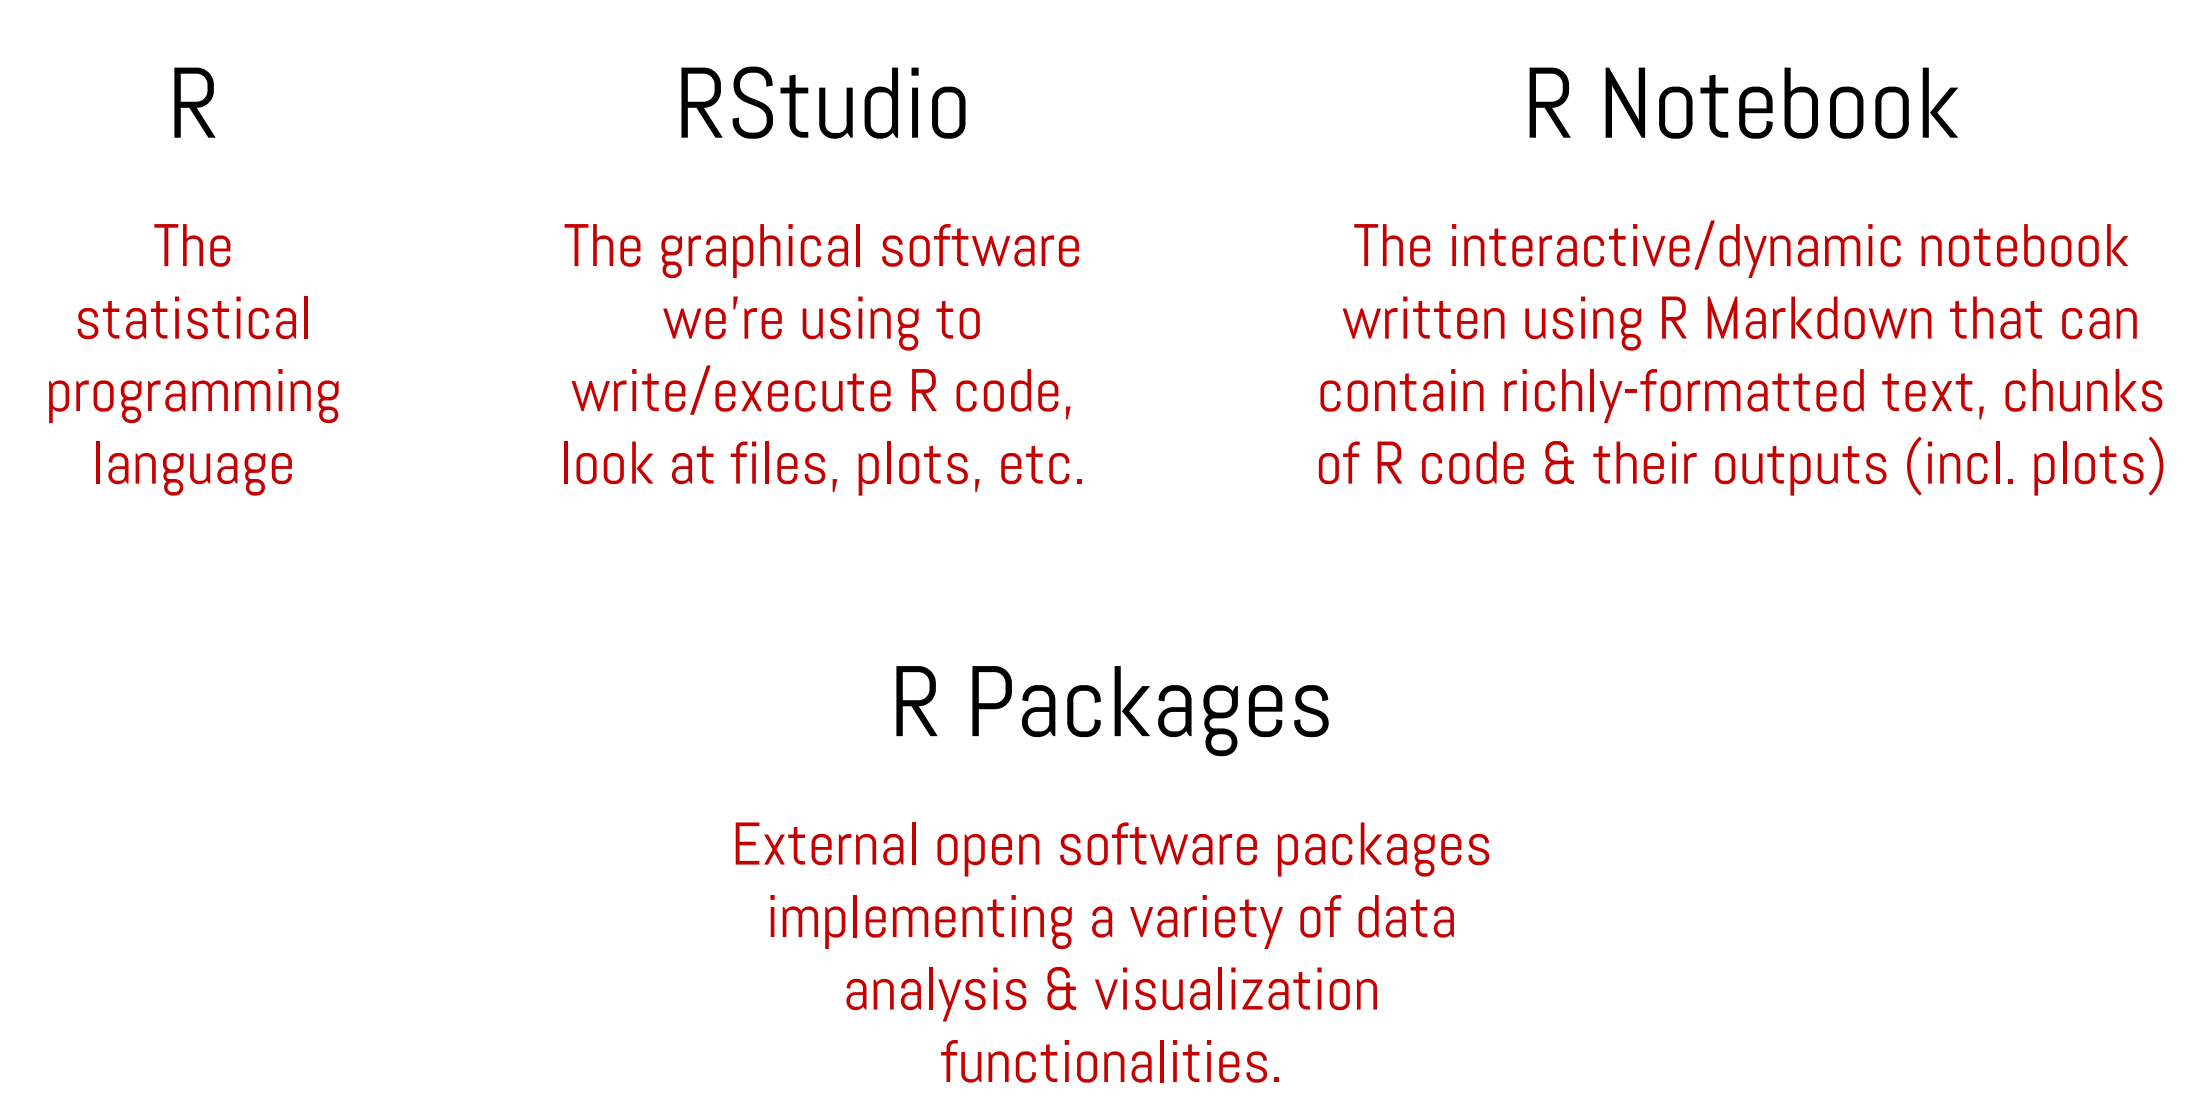 R
The
statistical
programming
language
RStudio
The graphical software
we're using to
write/execute R code,
look at files, plots, etc.
R Notebook
The interactive/dynamic notebook
written using R Markdown that can
contain richly-formatted text, chunks
of R code & their outputs (incl. plots)
R Packages
External open software packages
implementing a variety of data
analysis & visualization
functionalities.